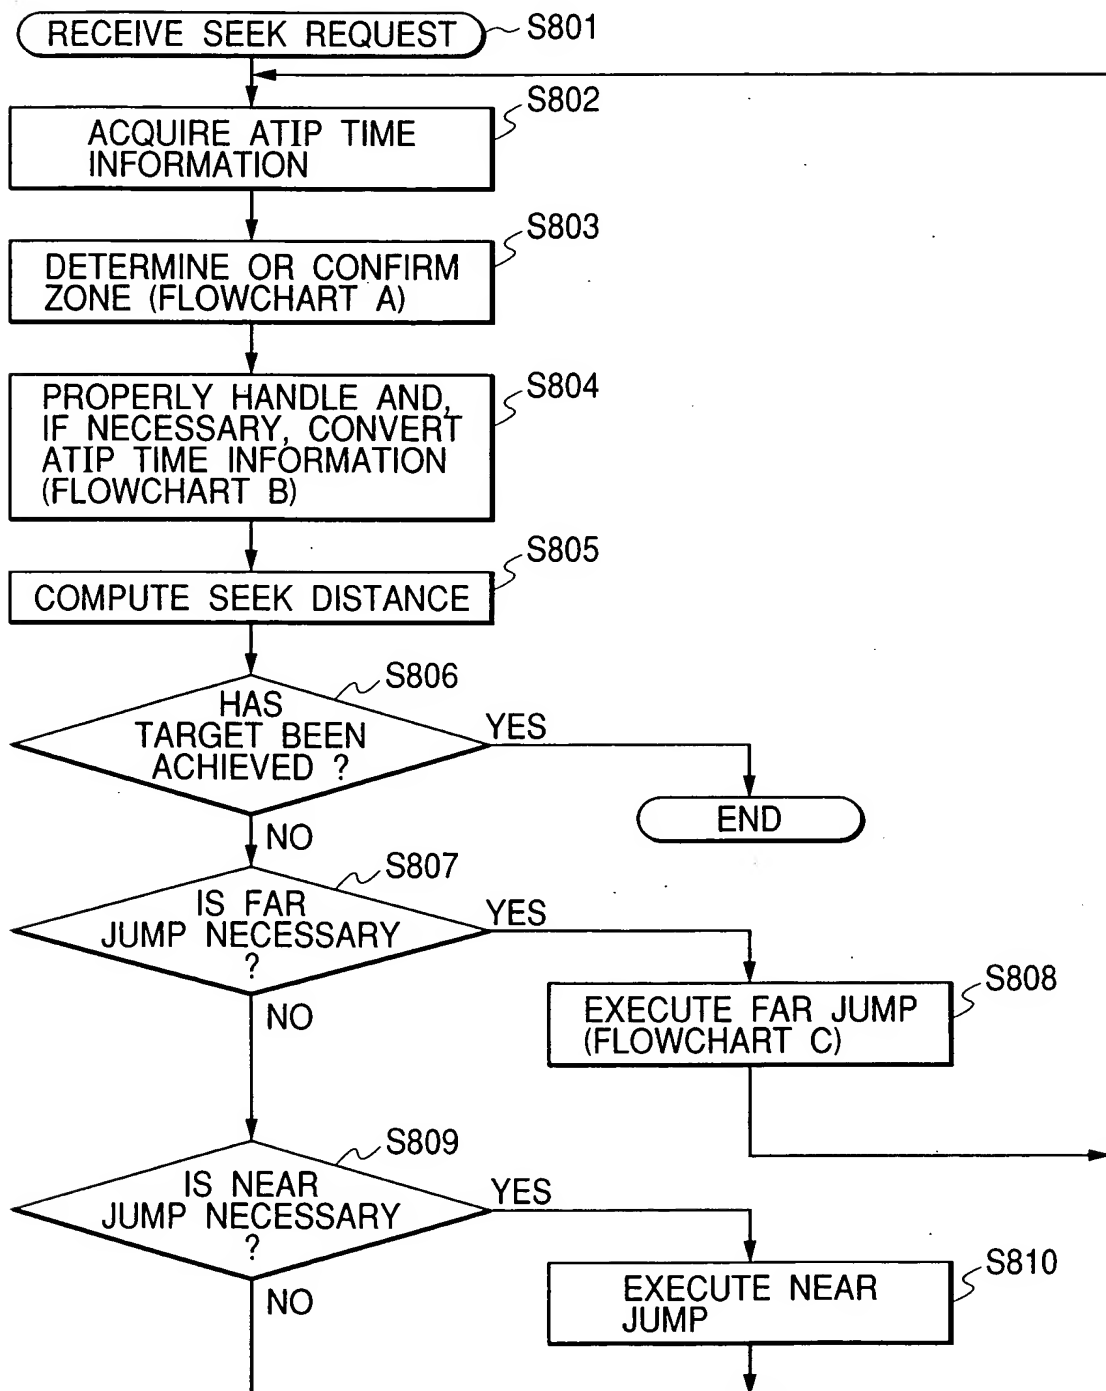 RECEIVE SEEK REQUEST
S801
S802
ACQUIRE ATIP TIME
INFORMATION
S803
DETERMINE OR CONFIRM
ZONE (FLOWCHART A)
S804
PROPERLY HANDLE AND,
IF NECESSARY, CONVERT
ATIP TIME INFORMATION
(FLOWCHART B)
S805
COMPUTE SEEK DISTANCE
S806
HAS
TARGET BEEN
ACHIEVED ?
YES
END
NO
S807
IS FAR
JUMP NECESSARY
?
YES
S808
EXECUTE FAR JUMP
(FLOWCHART C)
NO
S809
IS NEAR
JUMP NECESSARY
?
YES
S810
EXECUTE NEAR
JUMP
NO